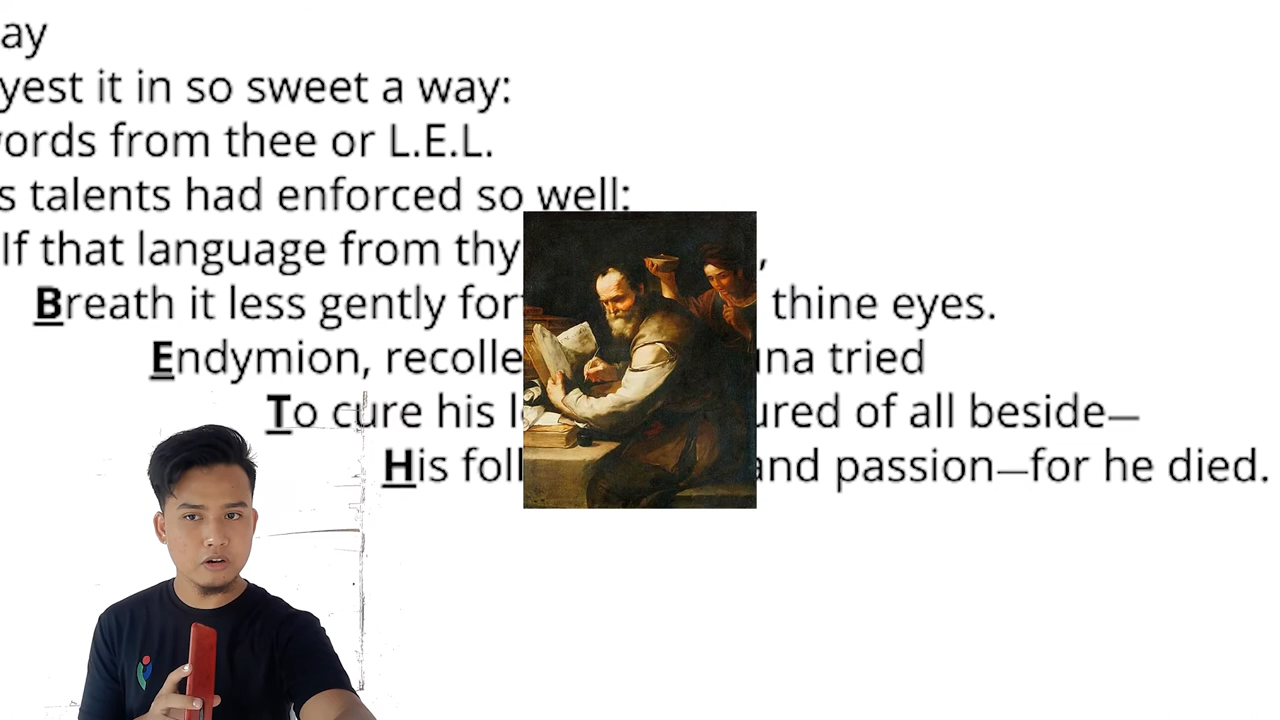 ay
yest it in so sweet a way:
words from thee or L.E.L.
s talents had enforced so well:
If that language from thy ,
Breath it less gently for thine eyes.
Endymion, recolle una tried
To cure his l ured of all beside—
His foll and passion—for he died.